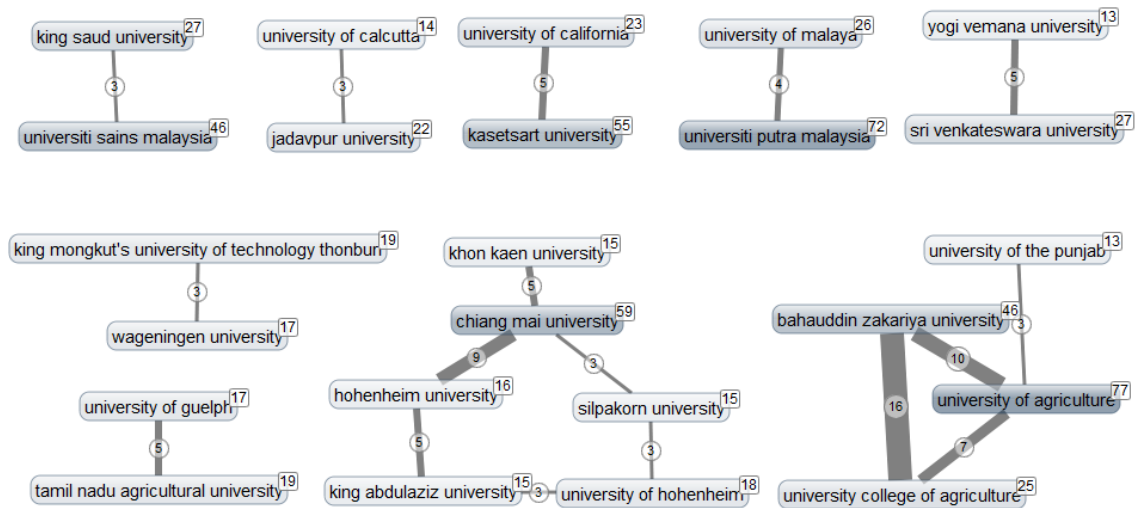 king saud university 27
3
universiti sains malaysia 46
university of calcutta 14
3
jadavpur university 22
university of california 23
5
kasetsart university 55
university of malaya 26
4
universiti putra malaysia 72
yogi vemana university 13
5
sri venkateswara university 27
king mongkut's university of technology thonburi 19
3
wageningen university 17
university of guelph 17
5
tamil nadu agricultural university 19
khon kaen university 15
5
chiang mai university 59
9
3
hohenheim university 16
silpakorn university 15
5
3
king abdulaziz university 15
3
university of hohenheim 18
university of the punjab 13
bahauddin zakariya university 46
3
10
university of agriculture 77
16
7
university college of agriculture 25